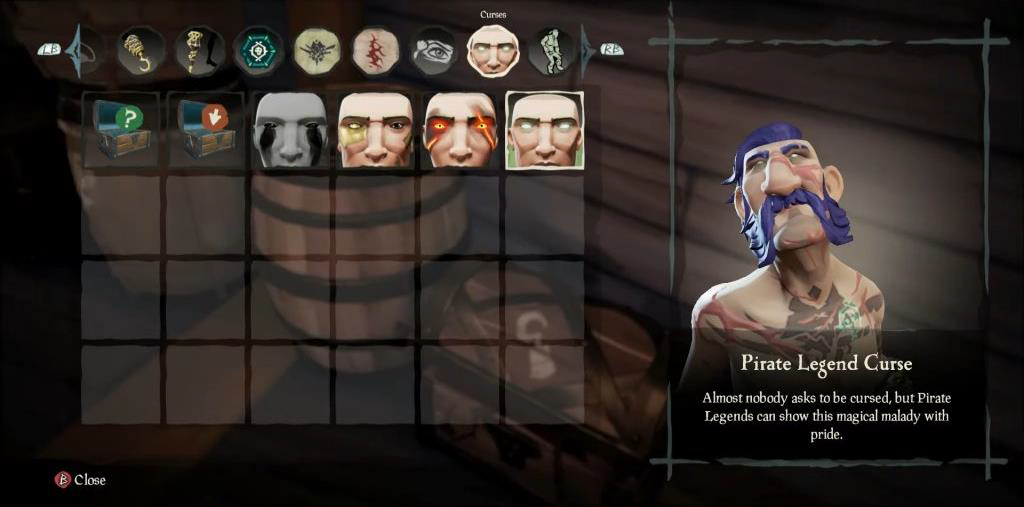 Curses
LB
RB
?
Pirate Legend Curse
Almost nobody asks to be cursed, but Pirate
Legends can show this magical malady with
pride.
B Close